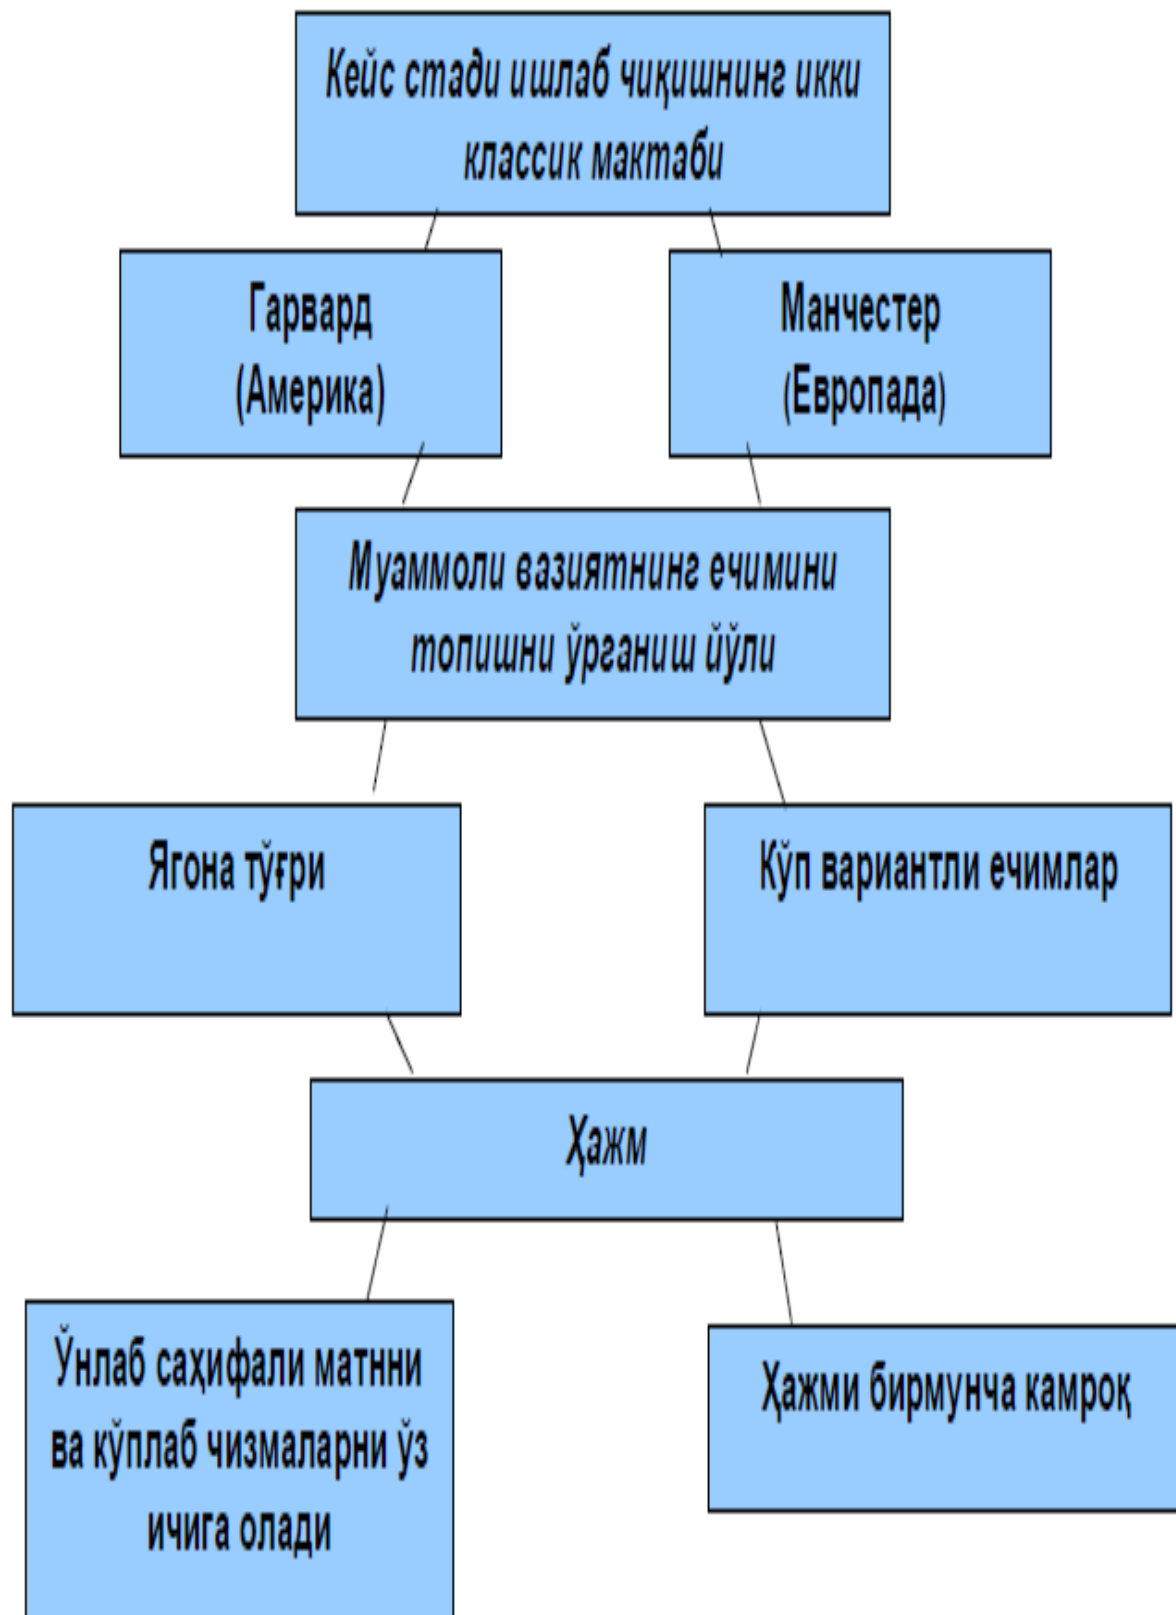 Кейс стади ишлаб чиқишнинг икки
классик мактаби
Гарвард
(Америка)
Манчестер
(Европада)
Муаммоли вазиятнинг ечимини
топишни ўрганиш йўли
Ягона тўғри
Кўп вариантли ечимлар
Ҳажм
Ўнлаб саҳифали матнни
ва кўплаб чизмаларни ўз
ичига олади
Ҳажми бирмунча камроқ